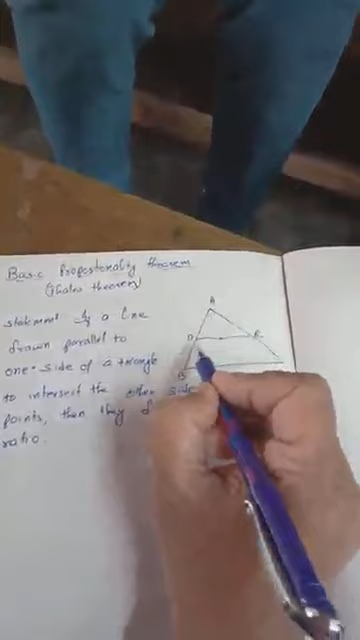 Basic Propotionality theorem
(Thales theorem)
A
statement If a line
drawn parallel to
D E
one side of a triangle
B
to intersect the other side
points, then they
ratio.